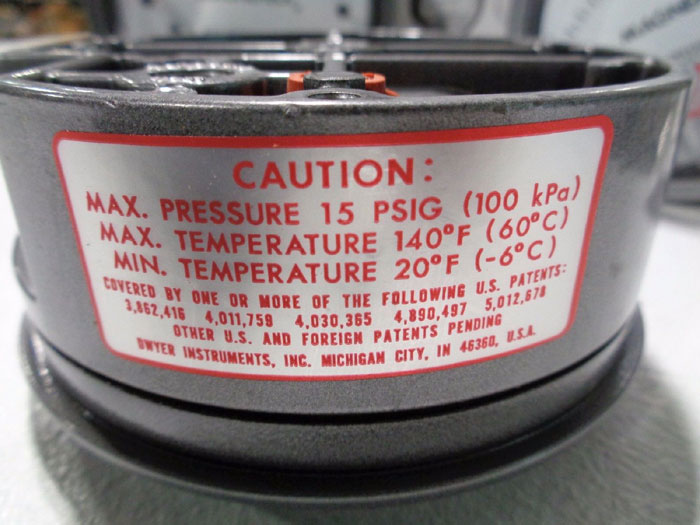 CAUTION:
MAX. PRESSURE 15 PSIG (100 kPa)
MAX. TEMPERATURE 140°F (60°C)
MIN. TEMPERATURE 20°F (-6°C)
COVERED BY ONE OR MORE OF THE FOLLOWING U.S. PATENTS:
3,862,416 4,011,759 4,030,365 4,890,497 5,012,678
OTHER U.S. AND FOREIGN PATENTS PENDING
DWYER INSTRUMENTS, INC. MICHIGAN CITY, IN 46360, U.S.A.